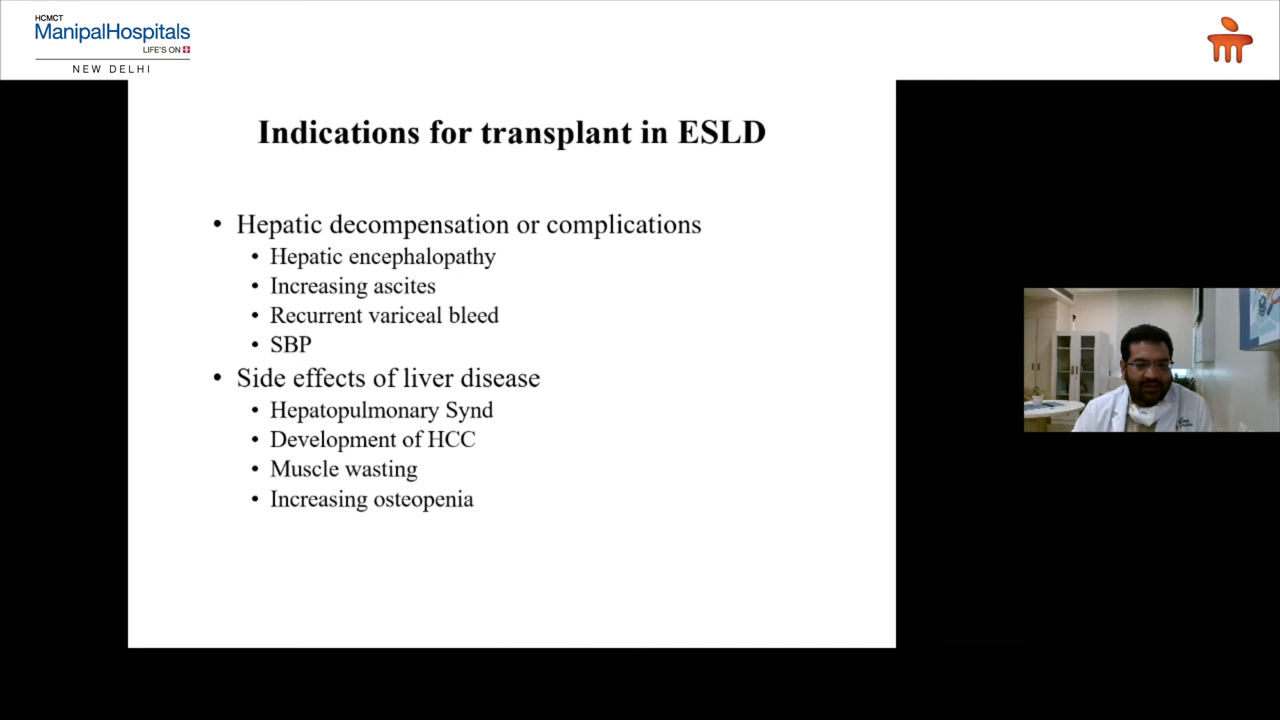 HCMCT
ManipalHospitals
LIFE'S ON
NEW DELHI
Indications for transplant in ESLD
• Hepatic decompensation or complications
• Hepatic encephalopathy
• Increasing ascites
• Recurrent variceal bleed
• SBP
• Side effects of liver disease
• Hepatopulmonary Synd
• Development of HCC
• Muscle wasting
• Increasing osteopenia